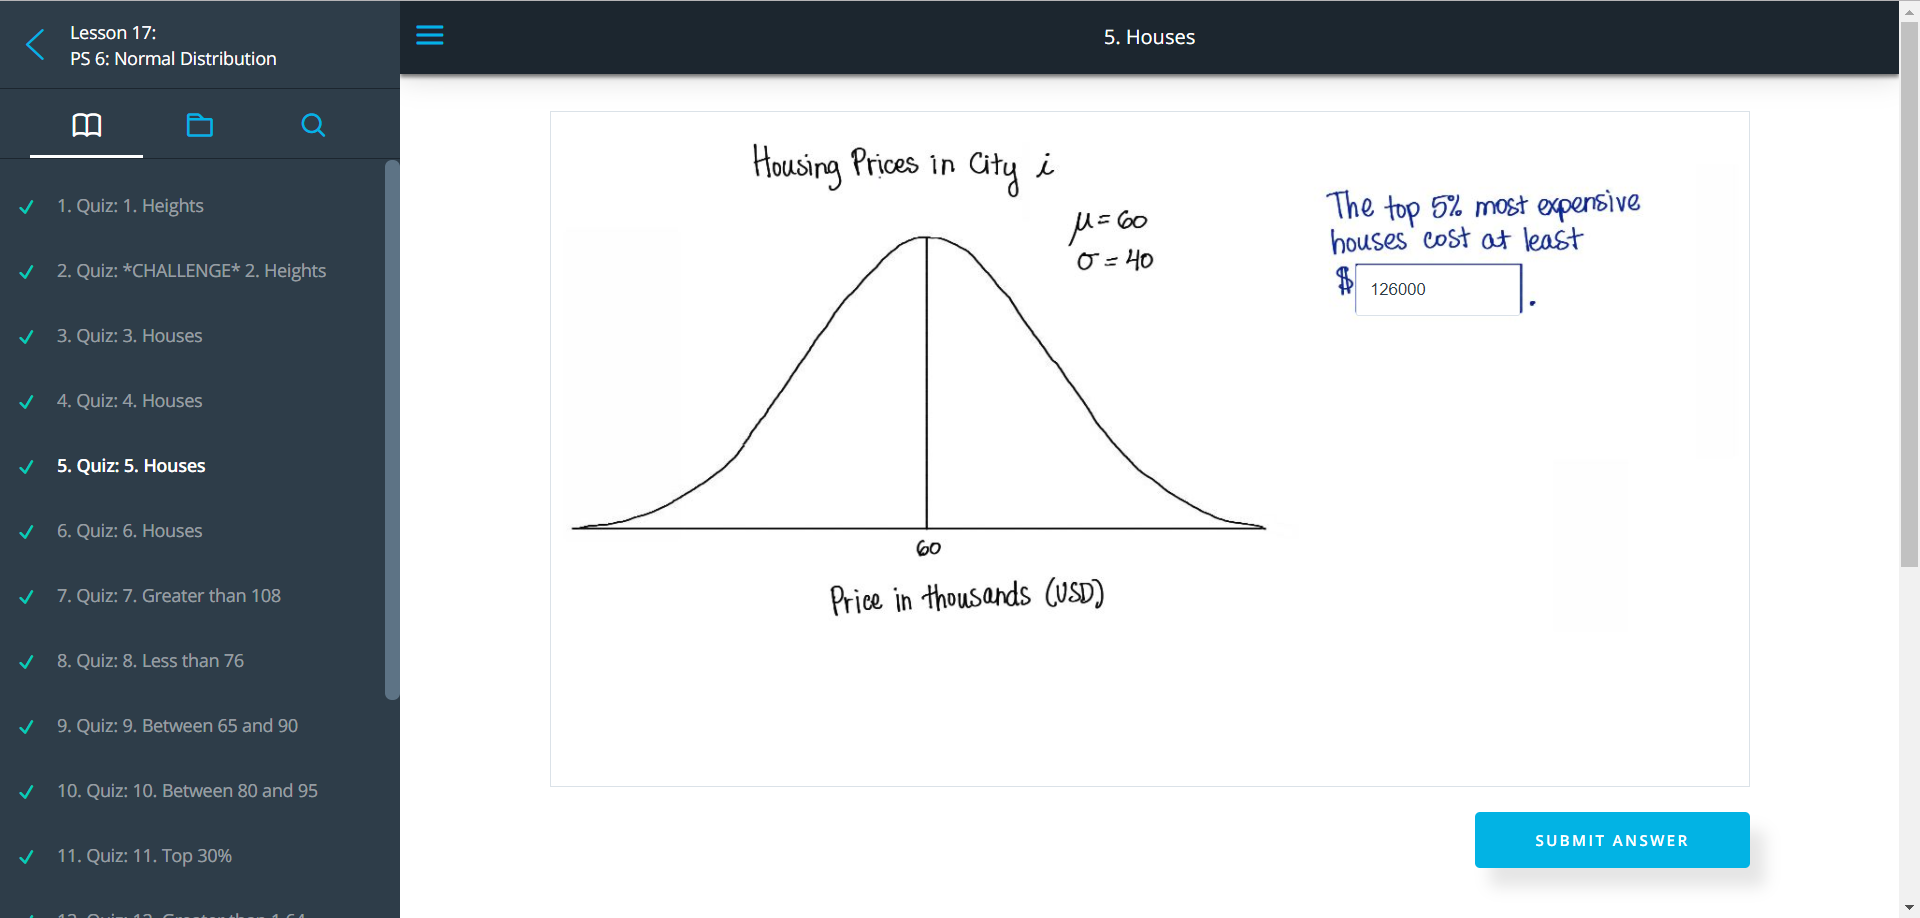 Lesson 17:
PS 6: Normal Distribution
5. Houses
1. Quiz: 1. Heights
2. Quiz: *CHALLENGE* 2. Heights
3. Quiz: 3. Houses
4. Quiz: 4. Houses
5. Quiz: 5. Houses
6. Quiz: 6. Houses
7. Quiz: 7. Greater than 108
8. Quiz: 8. Less than 76
9. Quiz: 9. Between 65 and 90
10. Quiz: 10. Between 80 and 95
11. Quiz: 11. Top 30%
Housing Prices in City i
μ = 60
σ = 40
60
Price in thousands (USD)
The top 5% most expensive
houses cost at least
$ 126000 .
SUBMIT ANSWER